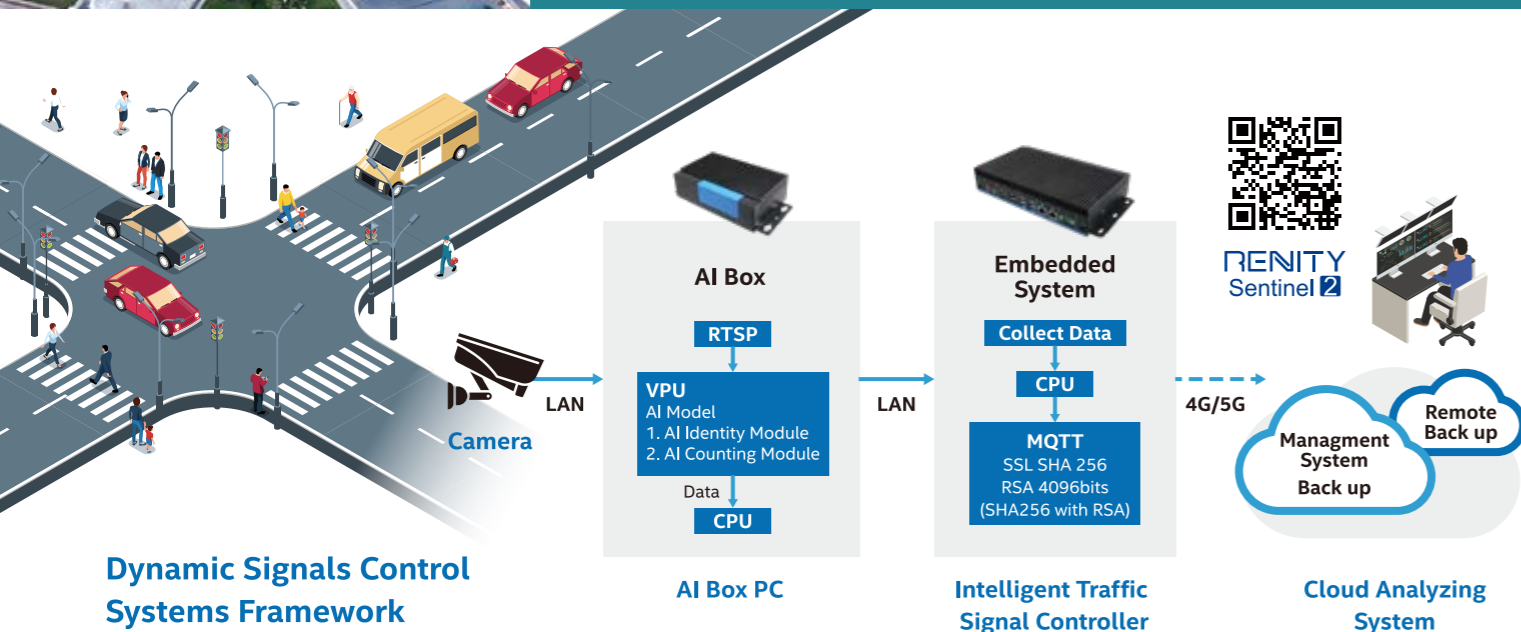 AI Box
RTSP
VPU
AI Model
1. AI Identity Module
2. AI Counting Module
Data
CPU
AI Box PC
Camera
LAN
LAN
Embedded
System
Collect Data
CPU
MQTT
SSL SHA 256
RSA 4096bits
(SHA256 with RSA)
Intelligent Traffic
Signal Controller
4G/5G
RENITY
Sentinel 2
Managment
System
Back up
Remote
Back up
Cloud Analyzing
System
Dynamic Signals Control
Systems Framework